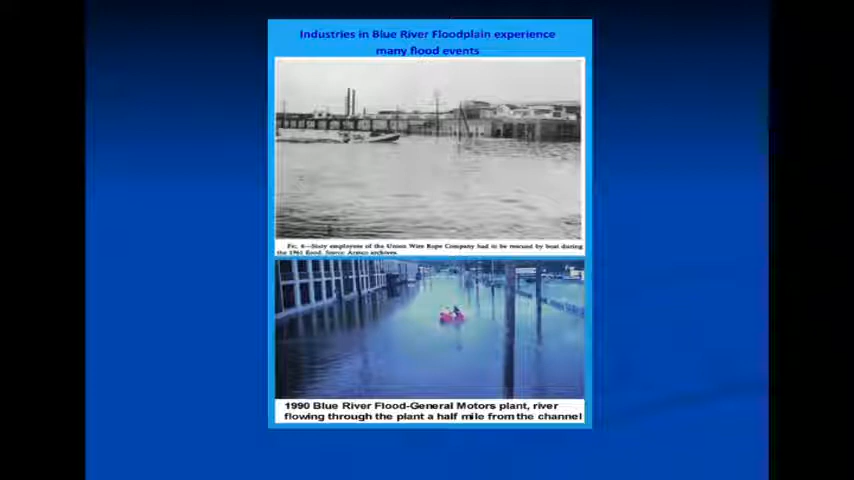 Industries in Blue River Floodplain experience
many flood events
Fig. 6—Sixty employees of the Union Wire Rope Company had to be rescued by boat during
the 1961 flood. Source: Armco archives.
1990 Blue River Flood-General Motors plant, river
flowing through the plant a half mile from the channel